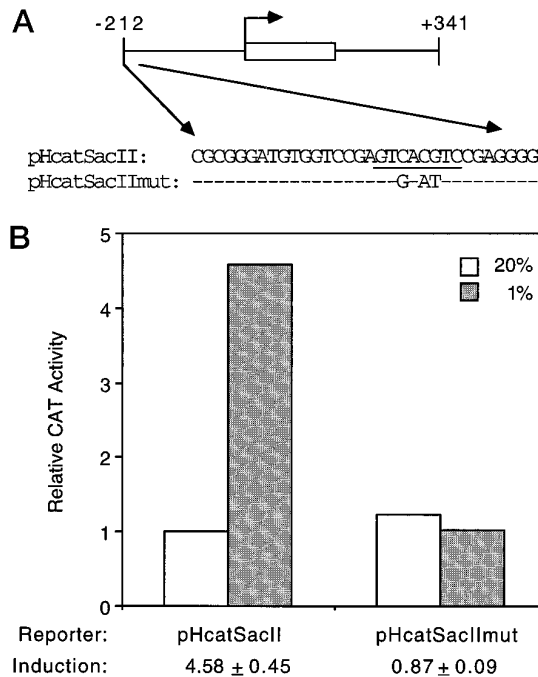 A
-212
+341
pHcatSacII: CGCGGGATGTGGTCCGAGTCACGTCCGAGGGG
pHcatSacIImut: -------------------G-AT---------
B
5
20%
1%
4
3
2
1
0
Relative CAT Activity
Reporter: pHcatSacII pHcatSacIImut
Induction: 4.58 ± 0.45 0.87 ± 0.09